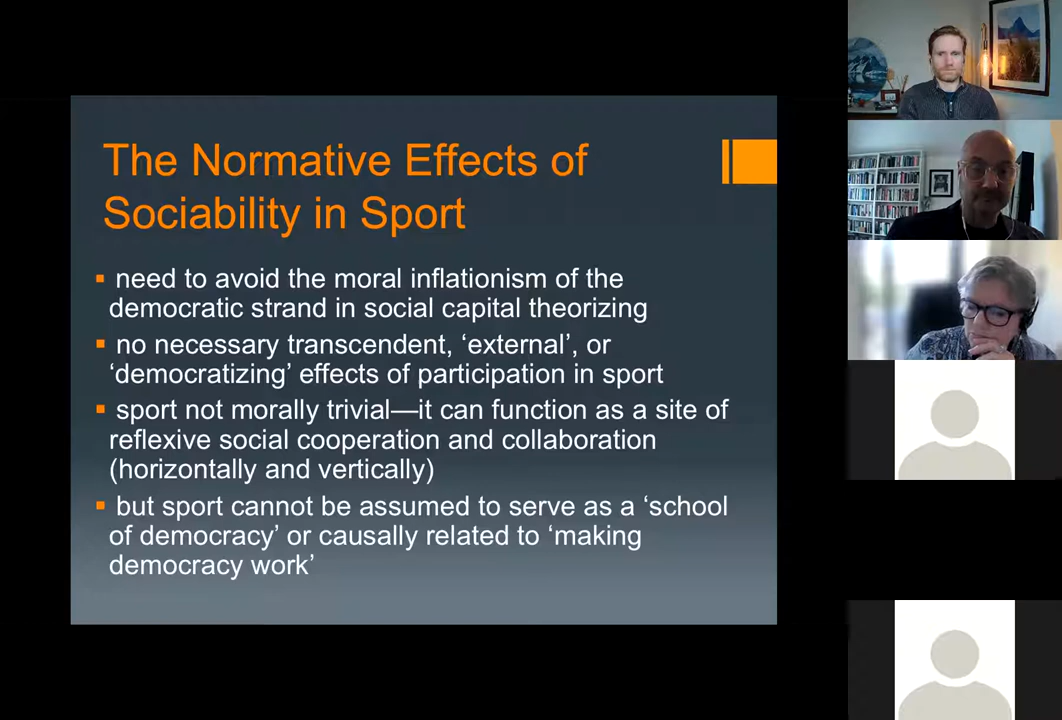 The Normative Effects of
Sociability in Sport
▪ need to avoid the moral inflationism of the
democratic strand in social capital theorizing
▪ no necessary transcendent, ‘external’, or
‘democratizing’ effects of participation in sport
▪ sport not morally trivial—it can function as a site of
reflexive social cooperation and collaboration
(horizontally and vertically)
▪ but sport cannot be assumed to serve as a ‘school
of democracy’ or causally related to ‘making
democracy work’